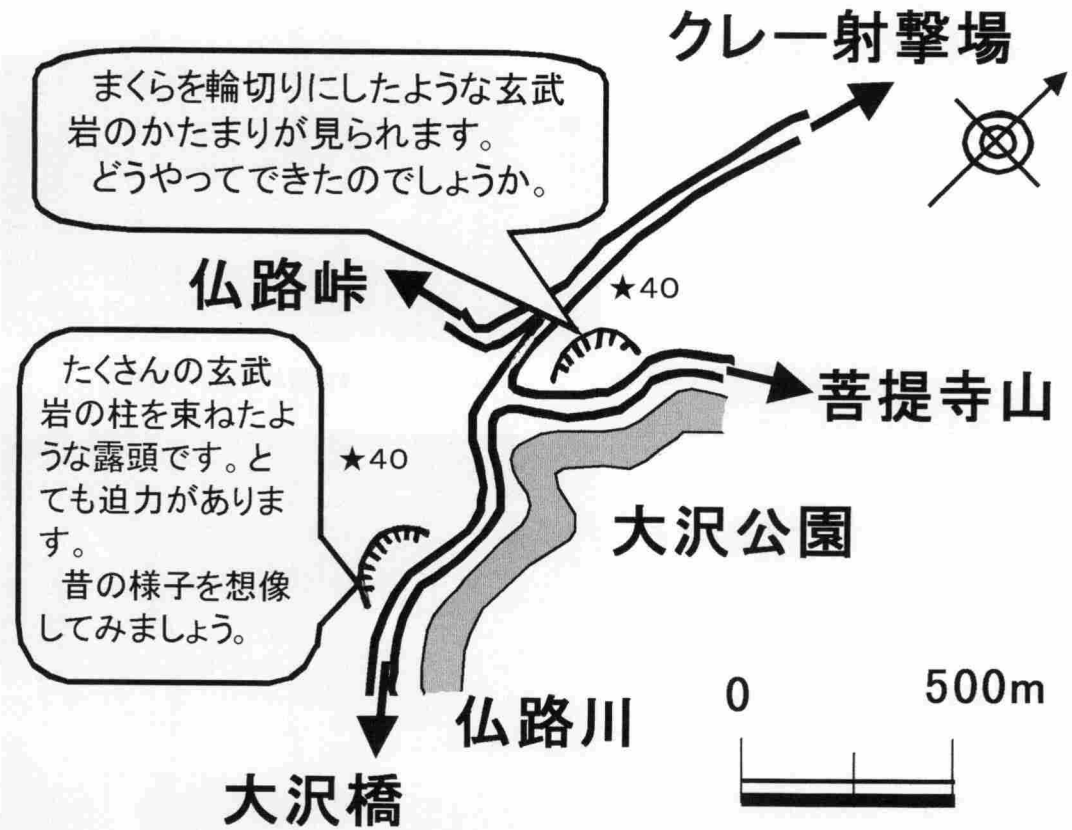 クレー射撃場
まくらを輪切りにしたような玄武
岩のかたまりが見られます。
どうやってできたのでしょうか。
★40
仏路峠
菩提寺山
たくさんの玄武
岩の柱を束ねたよ
うな露頭です。と
ても迫力がありま
す。
昔の様子を想像
してみましょう。
★40
大沢公園
仏路川
大沢橋
0
500m